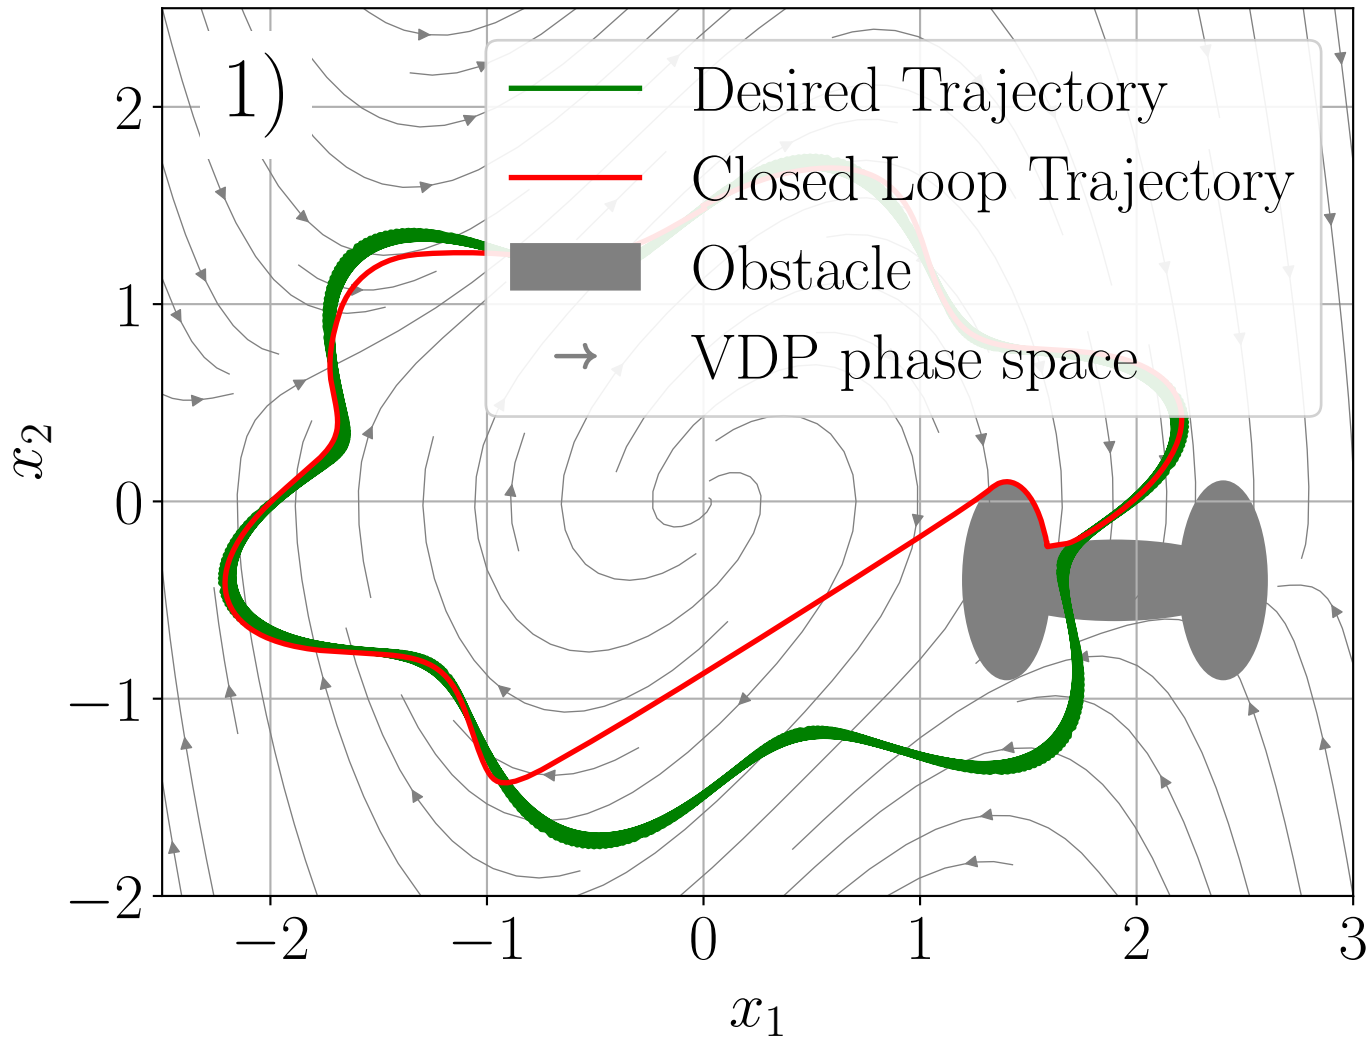 1)
Desired Trajectory
Closed Loop Trajectory
Obstacle
VDP phase space
2
1
0
−1
−2
x₂
−2 −1 0 1 2 3
x₁